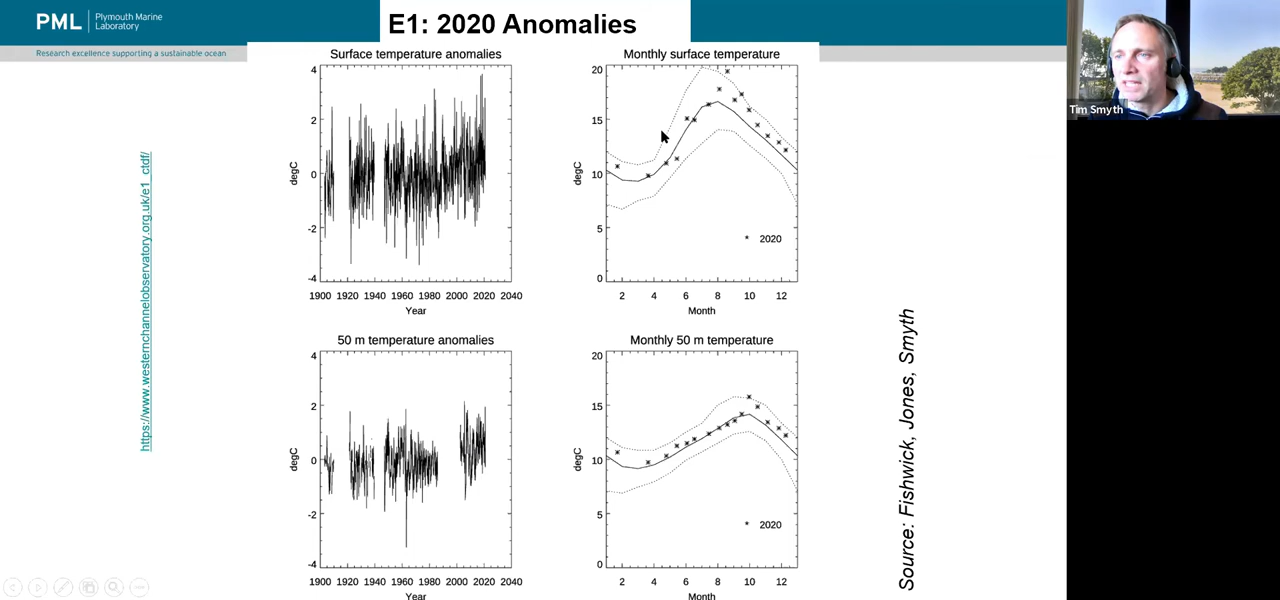 PML
Plymouth Marine
Laboratory
Research excellence supporting a sustainable ocean
E1: 2020 Anomalies
Tim Smyth
https://www.westernchannelobservatory.org.uk/e1_ctdf/
Surface temperature anomalies
4
2
0
-2
-4
degC
1900 1920 1940 1960 1980 2000 2020 2040
Year
Monthly surface temperature
20
15
10
5
0
degC
* 2020
2 4 6 8 10 12
Month
50 m temperature anomalies
4
2
0
-2
-4
degC
1900 1920 1940 1960 1980 2000 2020 2040
Year
Monthly 50 m temperature
20
15
10
5
0
degC
* 2020
2 4 6 8 10 12
Month
Source: Fishwick, Jones, Smyth